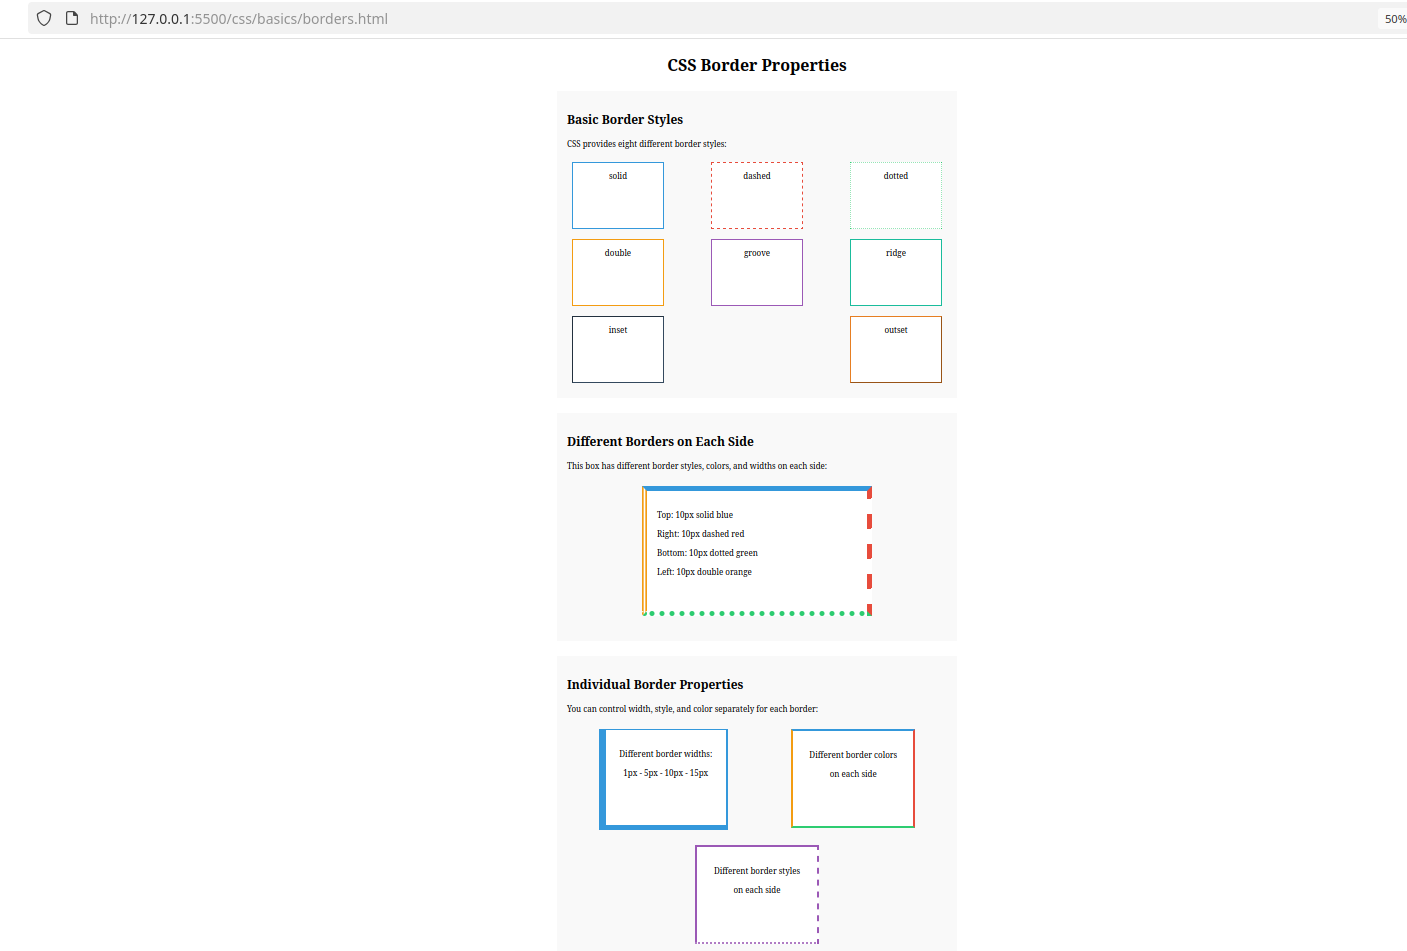 http://127.0.0.1:5500/css/basics/borders.html
50%
CSS Border Properties
Basic Border Styles
CSS provides eight different border styles:
solid
dashed
dotted
double
groove
ridge
inset
outset
Different Borders on Each Side
This box has different border styles, colors, and widths on each side:
Top: 10px solid blue
Right: 10px dashed red
Bottom: 10px dotted green
Left: 10px double orange
Individual Border Properties
You can control width, style, and color separately for each border:
Different border widths:
1px - 5px - 10px - 15px
Different border colors
on each side
Different border styles
on each side